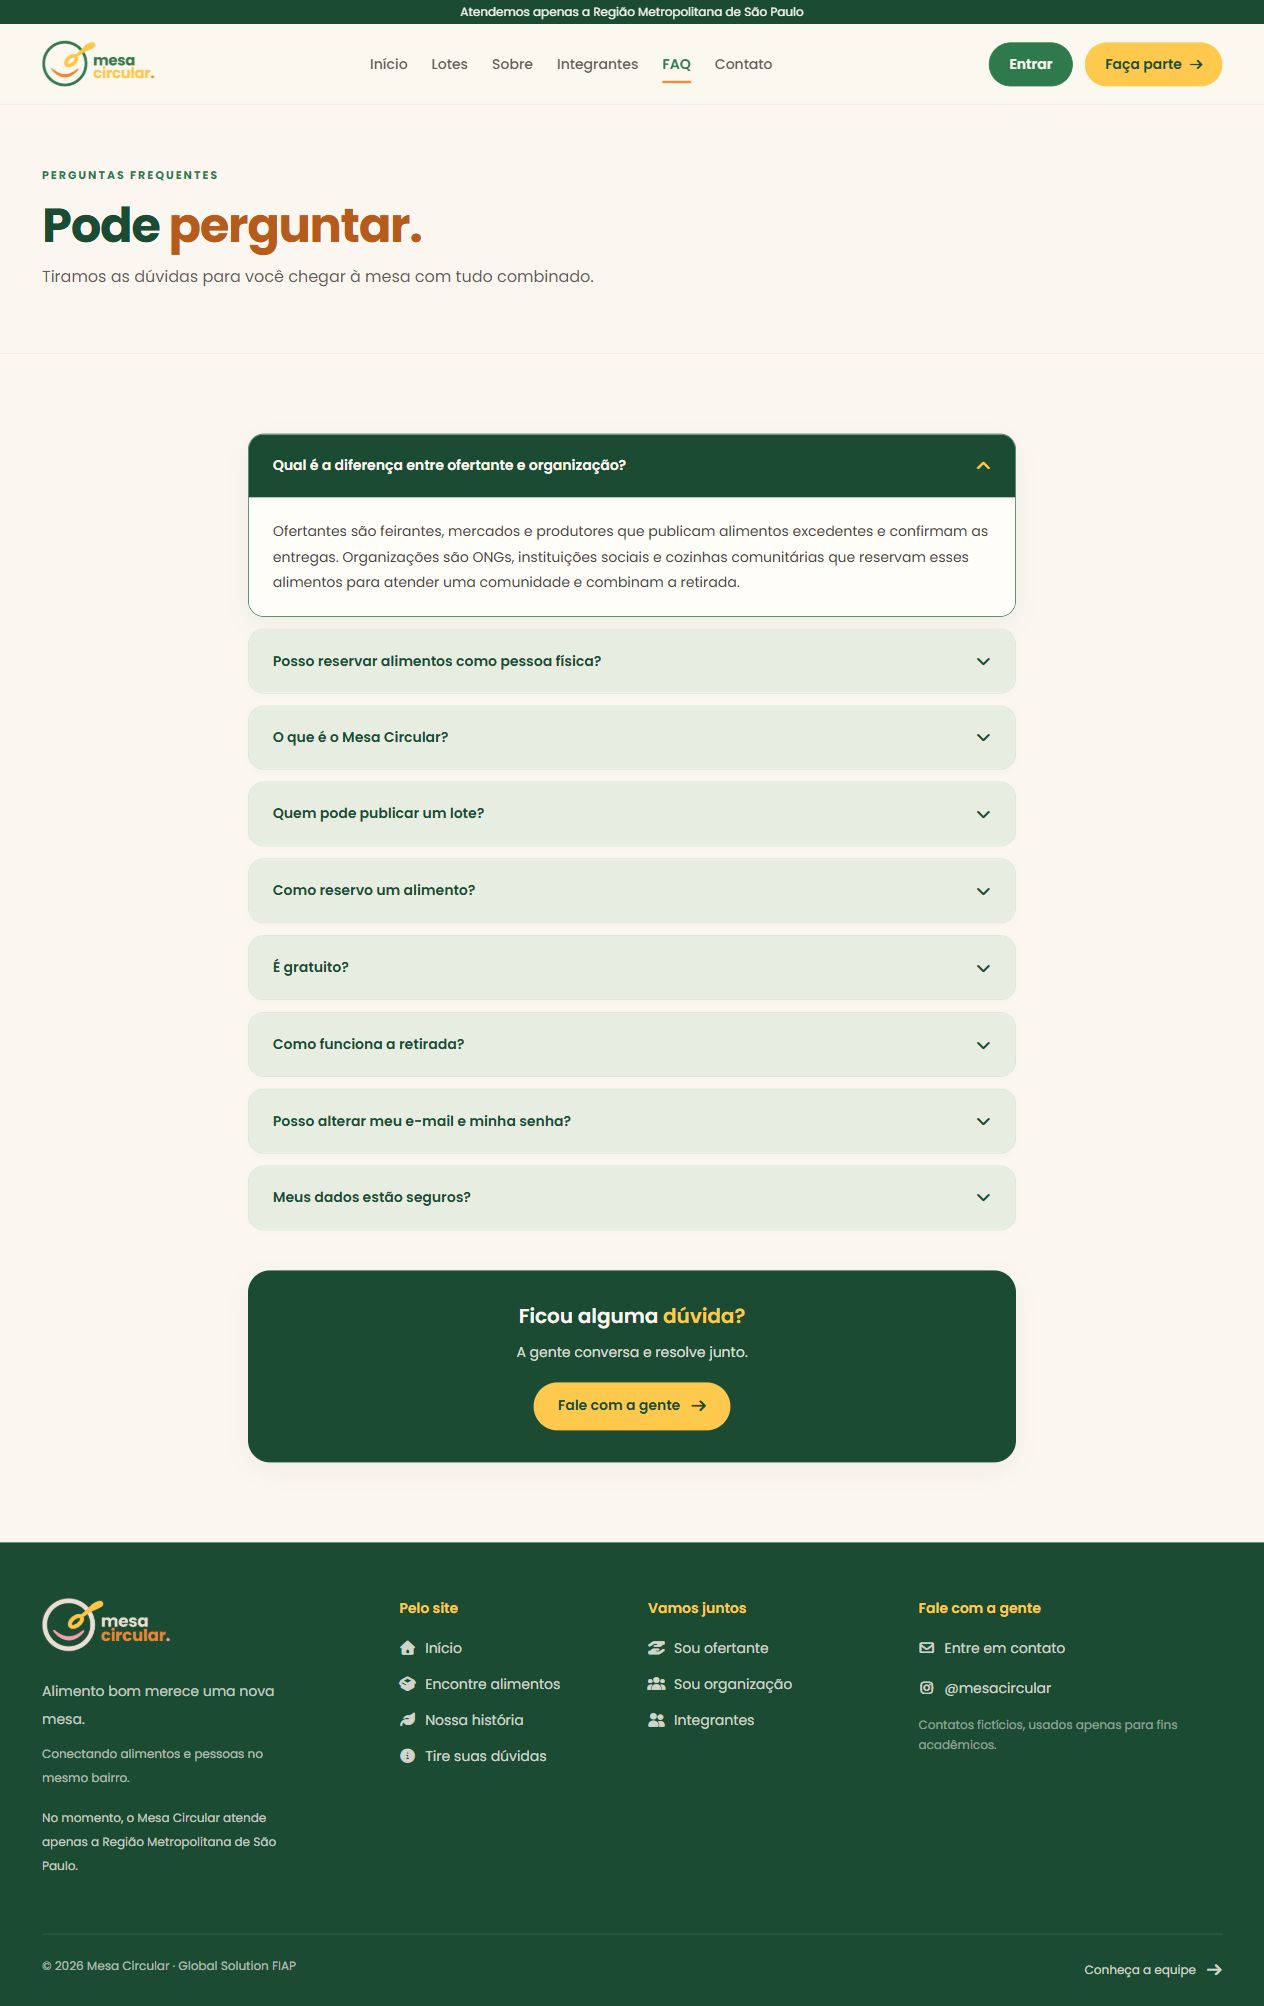 Atendemos apenas a Região Metropolitana de São Paulo
mesa
circular.
Início
Lotes
Sobre
Integrantes
FAQ
Contato
Entrar
Faça parte →
PERGUNTAS FREQUENTES
Pode perguntar.
Tiramos as dúvidas para você chegar à mesa com tudo combinado.
Qual é a diferença entre ofertante e organização?
Ofertantes são feirantes, mercados e produtores que publicam alimentos excedentes e confirmam as
entregas. Organizações são ONGs, instituições sociais e cozinhas comunitárias que reservam esses
alimentos para atender uma comunidade e combinam a retirada.
Posso reservar alimentos como pessoa física?
O que é o Mesa Circular?
Quem pode publicar um lote?
Como reservo um alimento?
É gratuito?
Como funciona a retirada?
Posso alterar meu e-mail e minha senha?
Meus dados estão seguros?
Ficou alguma dúvida?
A gente conversa e resolve junto.
Fale com a gente →
mesa
circular.
Alimento bom merece uma nova
mesa.
Conectando alimentos e pessoas no
mesmo bairro.
No momento, o Mesa Circular atende
apenas a Região Metropolitana de São
Paulo.
Pelo site
Início
Encontre alimentos
Nossa história
Tire suas dúvidas
Vamos juntos
Sou ofertante
Sou organização
Integrantes
Fale com a gente
Entre em contato
@mesacircular
Contatos fictícios, usados apenas para fins
acadêmicos.
© 2026 Mesa Circular · Global Solution FIAP
Conheça a equipe →